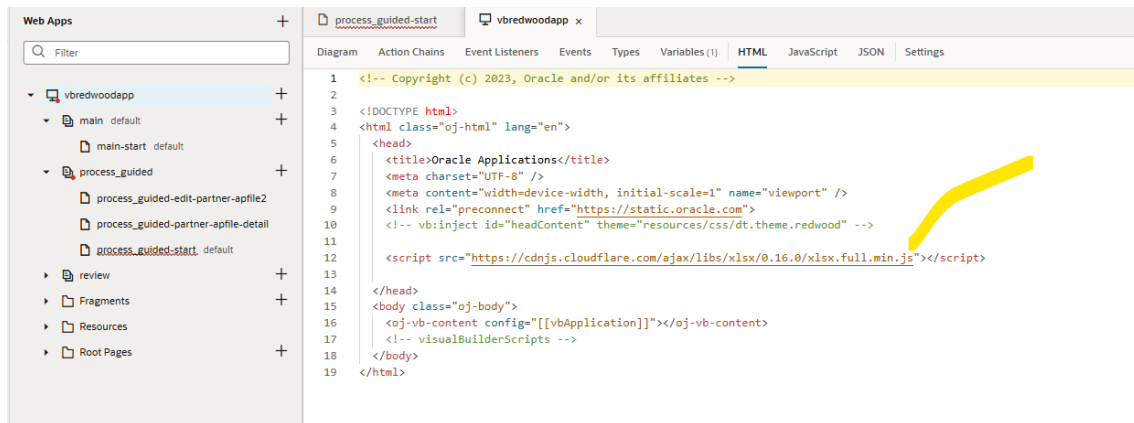 Web Apps
Filter
vbredwoodapp
main default
main-start default
process_guided
process_guided-edit-partner-apfile2
process_guided-partner-apfile-detail
process_guided-start, default
review
Fragments
Resources
Root Pages
process_guided-start
vbredwoodapp ×
Diagram Action Chains Event Listeners Events Types Variables (1) HTML JavaScript JSON Settings
1 <!-- Copyright (c) 2023, Oracle and/or its affiliates -->
2
3 <!DOCTYPE html>
4 <html class="oj-html" lang="en">
5 <head>
6 <title>Oracle Applications</title>
7 <meta charset="UTF-8" />
8 <meta content="width=device-width, initial-scale=1" name="viewport" />
9 <link rel="preconnect" href="https://static.oracle.com">
10 <!-- vb:inject id="headContent" theme="resources/css/dt.theme.redwood" -->
11
12 <script src="https://cdnjs.cloudflare.com/ajax/libs/xlsx/0.16.0/xlsx.full.min.js"></script>
13
14 </head>
15 <body class="oj-body">
16 <oj-vb-content config="[[vbApplication]]"></oj-vb-content>
17 <!-- visualBuilderScripts -->
18 </body>
19 </html>